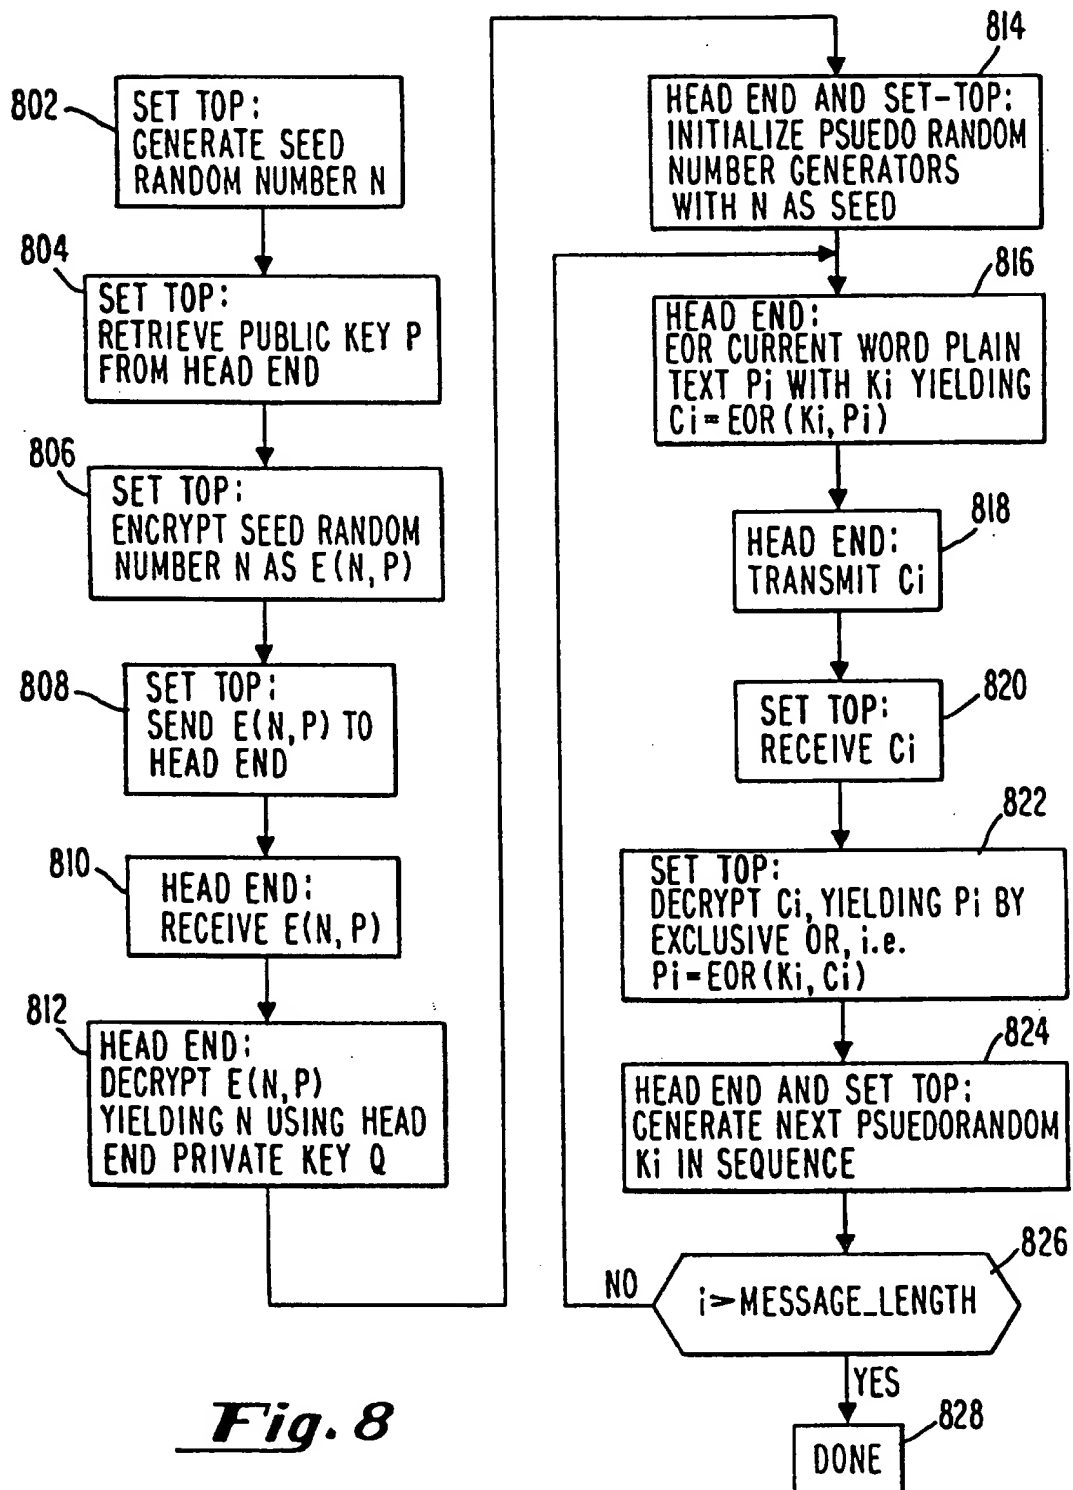 802
SET TOP:
GENERATE SEED
RANDOM NUMBER N
804
SET TOP:
RETRIEVE PUBLIC KEY P
FROM HEAD END
806
SET TOP:
ENCRYPT SEED RANDOM
NUMBER N AS E(N,P)
808
SET TOP:
SEND E(N,P) TO
HEAD END
810
HEAD END:
RECEIVE E(N,P)
812
HEAD END:
DECRYPT E(N,P)
YIELDING N USING HEAD
END PRIVATE KEY Q
814
HEAD END AND SET-TOP:
INITIALIZE PSUEDO RANDOM
NUMBER GENERATORS
WITH N AS SEED
816
HEAD END:
EOR CURRENT WORD PLAIN
TEXT Pi WITH Ki YIELDING
Ci=EOR(Ki,Pi)
818
HEAD END:
TRANSMIT Ci
820
SET TOP:
RECEIVE Ci
822
SET TOP:
DECRYPT Ci, YIELDING Pi BY
EXCLUSIVE OR, i.e.
Pi=EOR(Ki,Ci)
824
HEAD END AND SET TOP:
GENERATE NEXT PSUEDORANDOM
Ki IN SEQUENCE
826
NO
i>MESSAGE_LENGTH
YES
828
DONE
Fig. 8